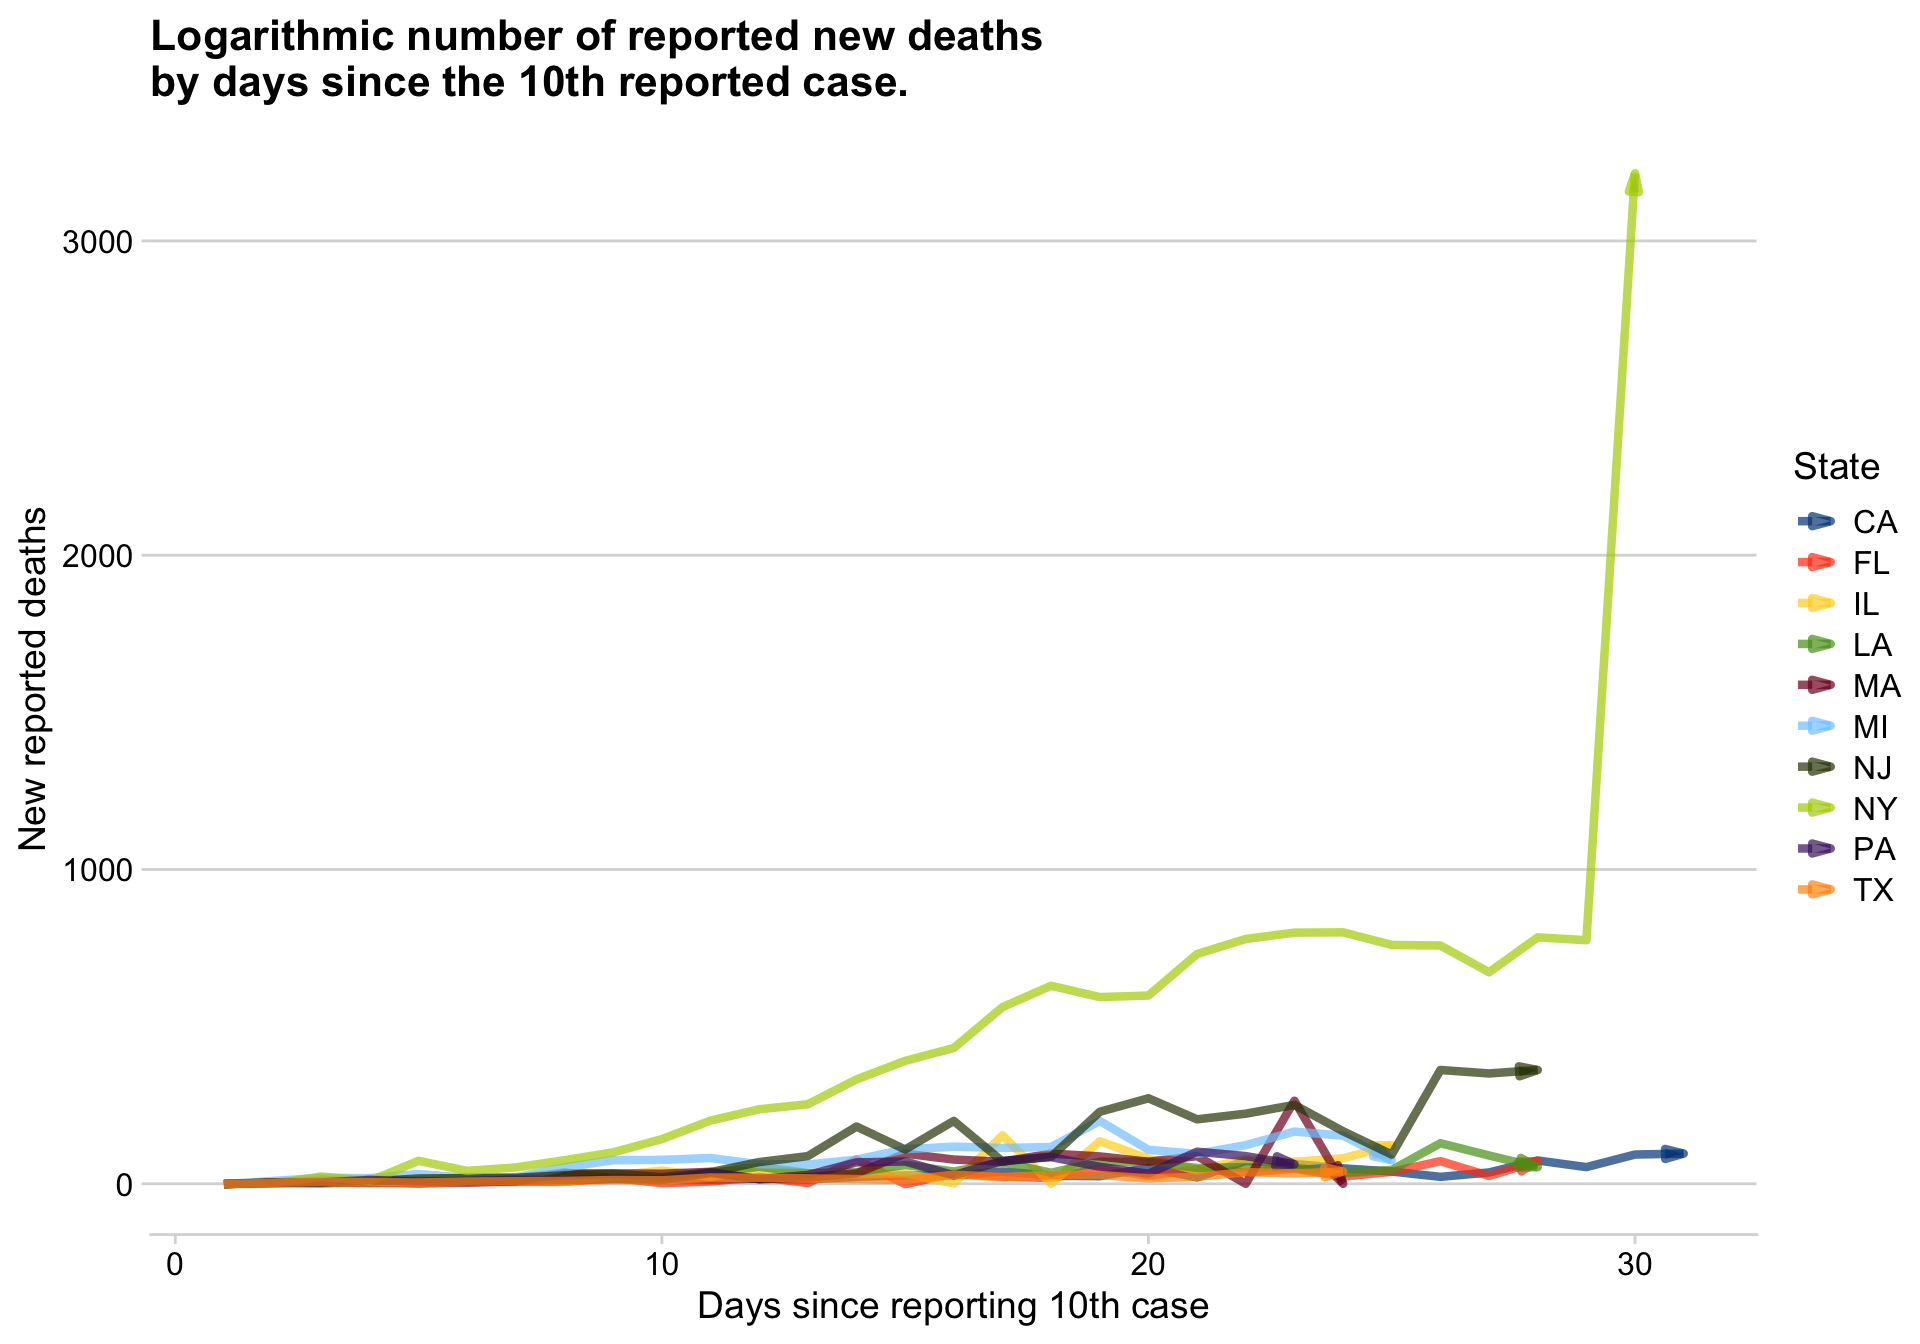 Logarithmic number of reported new deaths
by days since the 10th reported case.
New reported deaths
3000
2000
1000
0
0 10 20 30
Days since reporting 10th case
State
CA
FL
IL
LA
MA
MI
NJ
NY
PA
TX